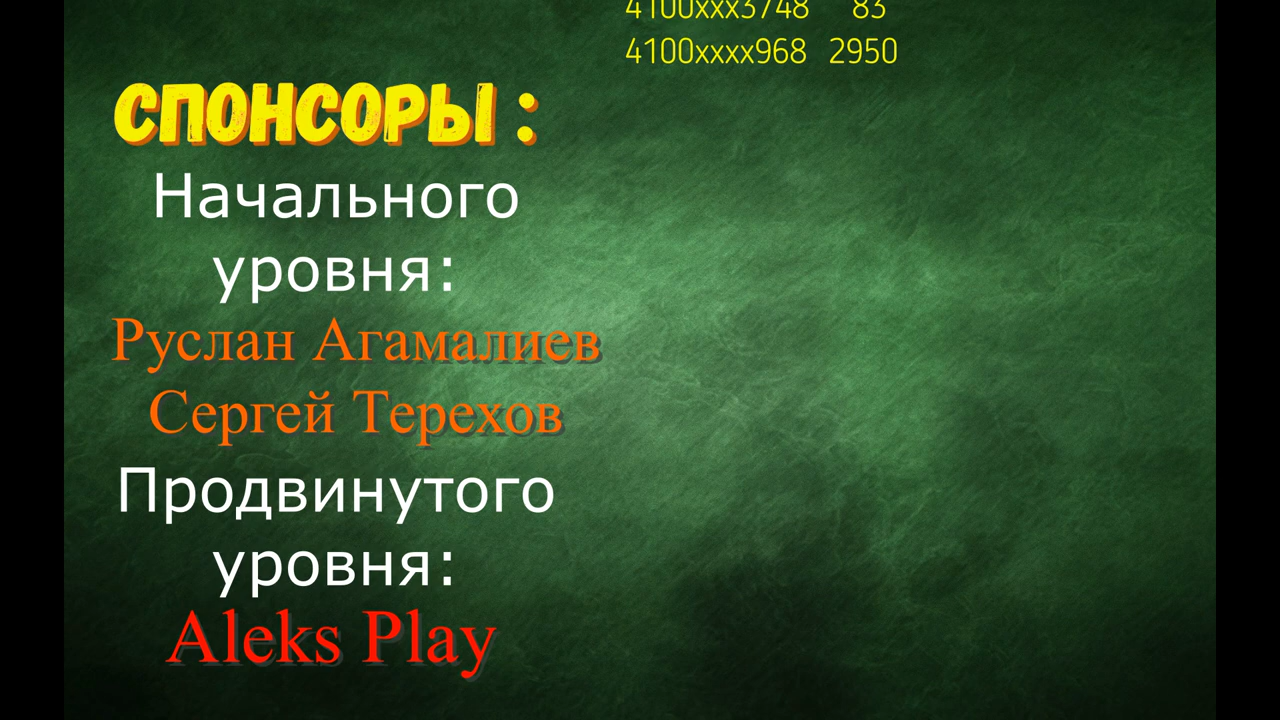 4100xxx3748 83
4100xxxx968 2950
СПОНСОРЫ :
Начального
уровня:
Руслан Агамалиев
Сергей Терехов
Продвинутого
уровня:
Aleks Play